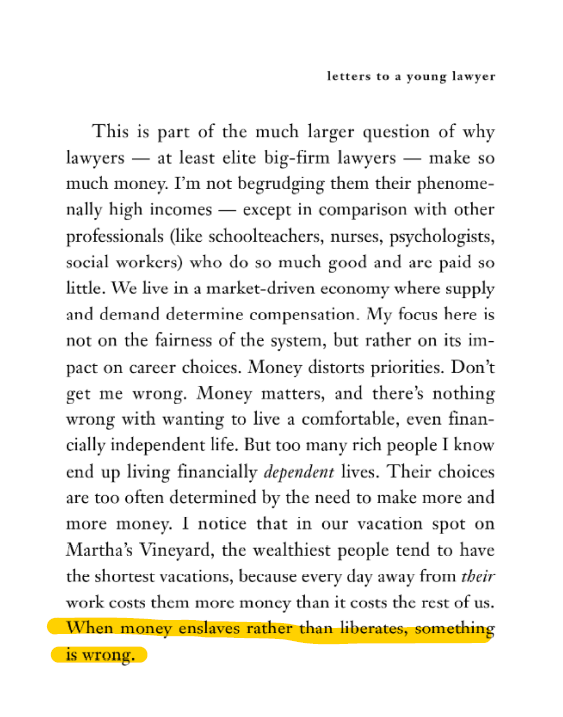 letters to a young lawyer
This is part of the much larger question of why
lawyers — at least elite big-firm lawyers — make so
much money. I’m not begrudging them their phenome-
nally high incomes — except in comparison with other
professionals (like schoolteachers, nurses, psychologists,
social workers) who do so much good and are paid so
little. We live in a market-driven economy where supply
and demand determine compensation. My focus here is
not on the fairness of the system, but rather on its im-
pact on career choices. Money distorts priorities. Don’t
get me wrong. Money matters, and there’s nothing
wrong with wanting to live a comfortable, even finan-
cially independent life. But too many rich people I know
end up living financially dependent lives. Their choices
are too often determined by the need to make more and
more money. I notice that in our vacation spot on
Martha’s Vineyard, the wealthiest people tend to have
the shortest vacations, because every day away from their
work costs them more money than it costs the rest of us.
When money enslaves rather than liberates, something
is wrong.